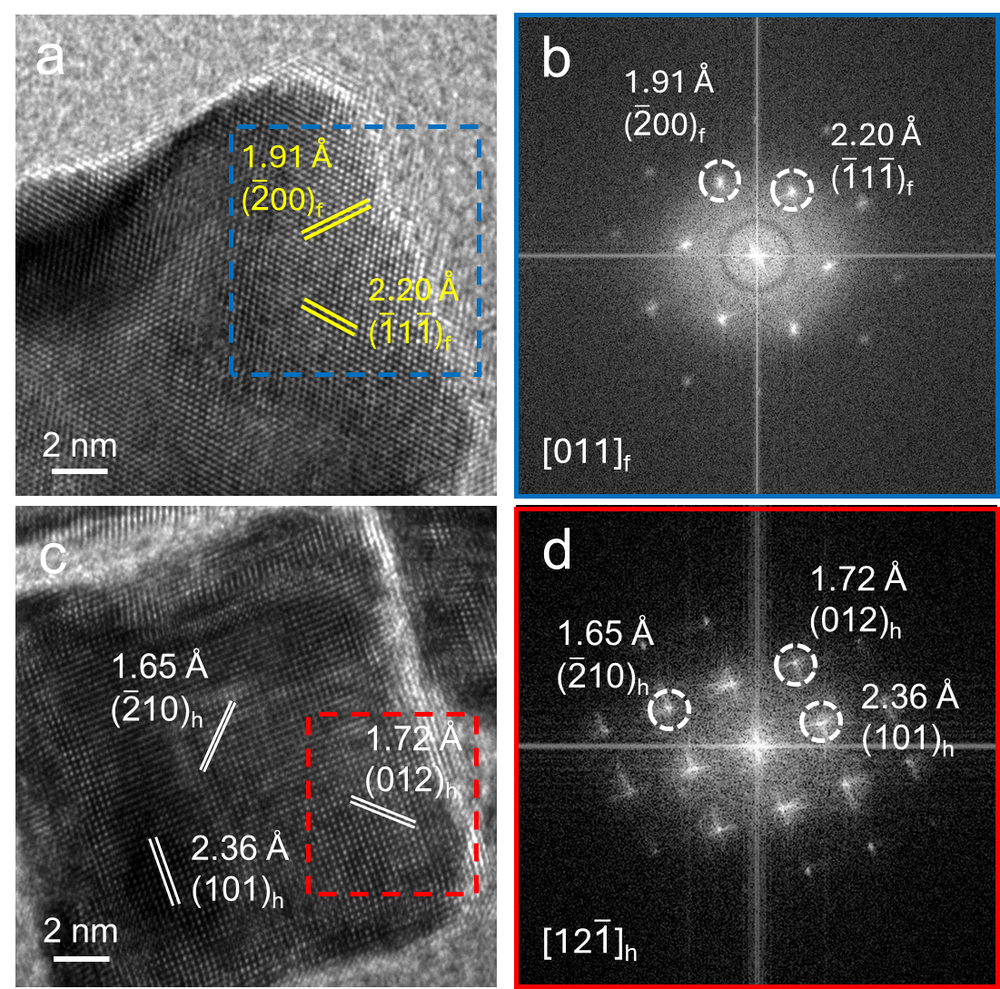 a
1.91 Å
(2̅00)f
2.20 Å
(1̅11̅)f
2 nm
b
1.91 Å
(2̅00)f
2.20 Å
(1̅11̅)f
[011]f
c
1.65 Å
(2̅10)h
1.72 Å
(012)h
2.36 Å
(101)h
2 nm
d
1.72 Å
(012)h
1.65 Å
(2̅10)h
2.36 Å
(101)h
[121̅]h